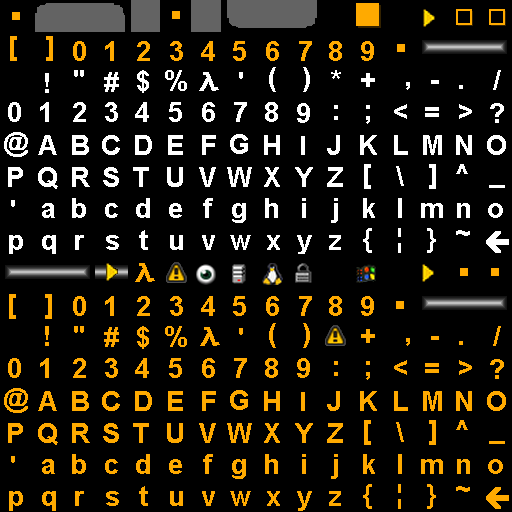 [ ] 0 1 2 3 4 5 6 7 8 9
! " # $ % λ ' ( ) * + , - . /
0 1 2 3 4 5 6 7 8 9 : ; < = > ?
@ A B C D E F G H I J K L M N O
P Q R S T U V W X Y Z [ \ ] ^ _
' a b c d e f g h i j k l m n o
p q r s t u v w x y z { ¦ } ~ ←
λ
[ ] 0 1 2 3 4 5 6 7 8 9
! " # $ % λ ' ( ) + , - . /
0 1 2 3 4 5 6 7 8 9 : ; < = > ?
@ A B C D E F G H I J K L M N O
P Q R S T U V W X Y Z [ \ ] ^ _
' a b c d e f g h i j k l m n o
p q r s t u v w x y z { ¦ } ~ ←